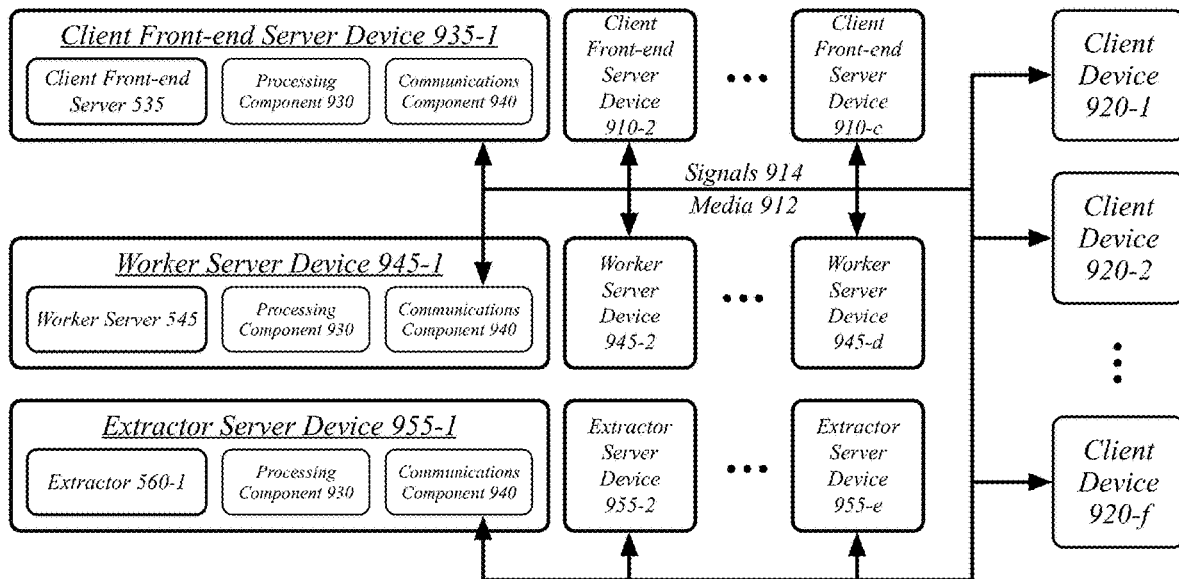 Client Front-end Server Device 935-1
Client Front-end
Server 535
Processing
Component 930
Communications
Component 940
Client
Front-end
Server
Device
910-2
Client
Front-end
Server
Device
910-c
Client
Device
920-1
Signals 914
Media 912
Client
Device
920-2
Worker Server Device 945-1
Worker Server 545
Processing
Component 930
Communications
Component 940
Worker
Server
Device
945-2
Worker
Server
Device
945-d
Extractor Server Device 955-1
Extractor 560-1
Processing
Component 930
Communications
Component 940
Extractor
Server
Device
955-2
Extractor
Server
Device
955-e
Client
Device
920-f